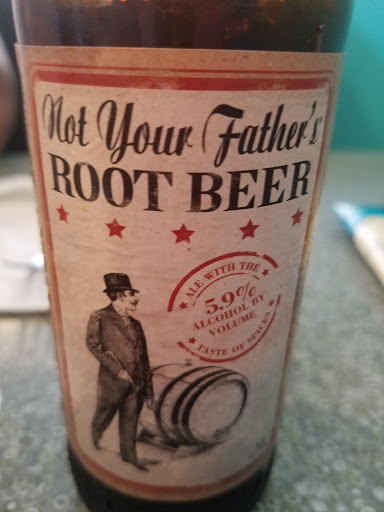 Not Your Father's
ROOT BEER
ALE WITH THE
5.9%
ALCOHOL BY
VOLUME
TASTE OF SPICES